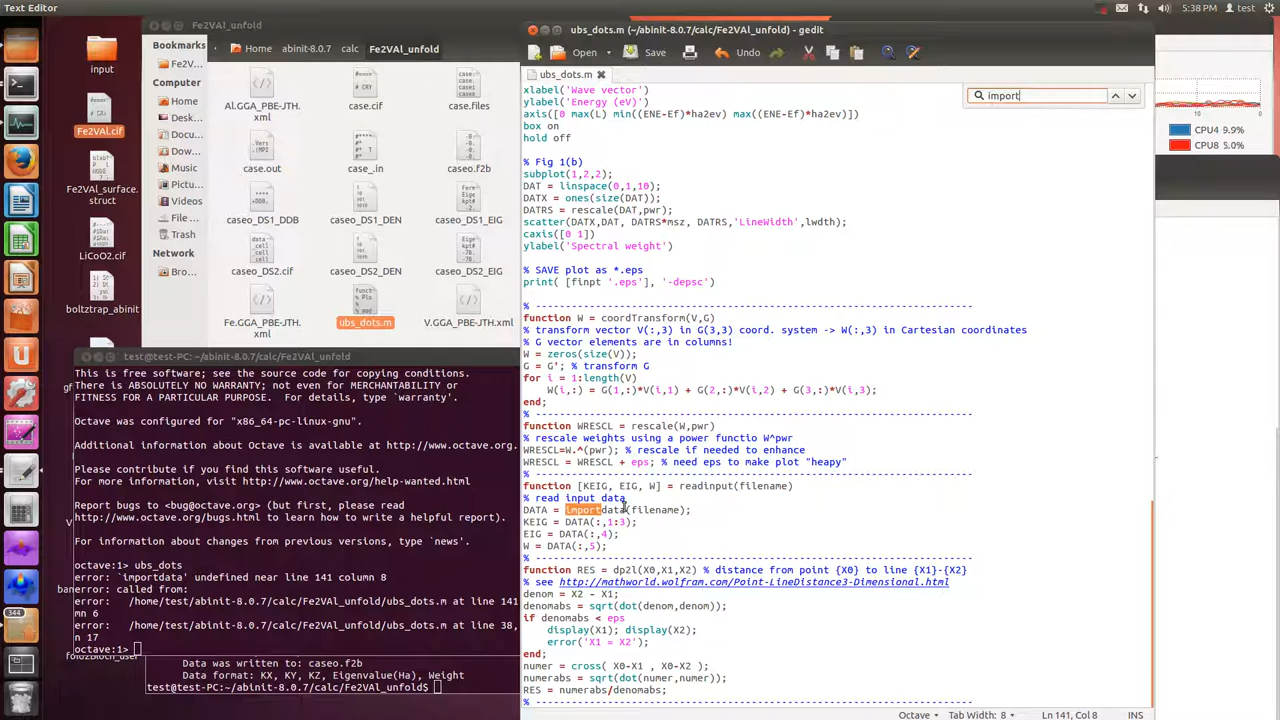 Text Editor
5:38 PM
test
Fe2VAl_unfold
Bookmarks
Home
abinit-8.0.7
calc
Fe2VAl_unfold
Fe2V...
Computer
Home
Desk...
Docu...
Dow...
Music
Pictu...
Videos
File ...
Trash
Network
Bro...
input
Fe2VAl.cif
Fe2VAl_surface.
struct
LiCoO2.cif
boltztrap_abinit
Al.GGA_PBE-JTH.
xml
case.cif
case.files
case.out
case_.in
caseo.f2b
caseo_DS1_DDB
caseo_DS1_DEN
caseo_DS1_EIG
caseo_DS2.cif
caseo_DS2_DEN
caseo_DS2_EIG
Fe.GGA_PBE-JTH.
xml
ubs_dots.m
V.GGA_PBE-JTH.xml
test@test-PC: ~/abinit-8.0.7/calc/Fe2VAl_unfold
This is free software; see the source code for copying conditions.
There is ABSOLUTELY NO WARRANTY; not even for MERCHANTABILITY or
FITNESS FOR A PARTICULAR PURPOSE.  For details, type `warranty'.
Octave was configured for "x86_64-pc-linux-gnu".
Additional information about Octave is available at http://www.octave.org.
Please contribute if you find this software useful.
For more information, visit http://www.octave.org/help-wanted.html
Report bugs to <bug@octave.org> (but first, please read
http://www.octave.org/bugs.html to learn how to write a helpful report).
For information about changes from previous versions, type `news'.
octave:1> ubs_dots
error: `importdata' undefined near line 141 column 8
error: called from:
error:   /home/test/abinit-8.0.7/calc/Fe2VAl_unfold/ubs_dots.m at line 141
mn 6
error:   /home/test/abinit-8.0.7/calc/Fe2VAl_unfold/ubs_dots.m at line 38,
n 17
octave:1>
Data was written to: caseo.f2b
Data format: KX, KY, KZ, Eigenvalue(Ha), Weight
test@test-PC:~/abinit-8.0.7/calc/Fe2VAl_unfold$
344
ubs_dots.m (~/abinit-8.0.7/calc/Fe2VAl_unfold) - gedit
Open
Save
Undo
ubs_dots.m
import
xlabel('Wave vector')
ylabel('Energy (eV)')
axis([0 max(L) min((ENE-Ef)*ha2ev) max((ENE-Ef)*ha2ev)])
box on
hold off
% Fig 1(b)
subplot(1,2,2);
DAT = linspace(0,1,10);
DATX = ones(size(DAT));
DATRS = rescale(DAT,pwr);
scatter(DATX,DAT, DATRS*msz, DATRS,'LineWidth',lwdth);
caxis([0 1])
ylabel('Spectral weight')
% SAVE plot as *.eps
print( [finpt '.eps'], '-depsc')
% -------------------------------------------------------------------------
function W = coordTransform(V,G)
% transform vector V(:,3) in G(3,3) coord. system -> W(:,3) in Cartesian coordinates
% G vector elements are in columns!
W = zeros(size(V));
G = G'; % transform G
for i = 1:length(V)
    W(i,:) = G(1,:)*V(i,1) + G(2,:)*V(i,2) + G(3,:)*V(i,3);
end;
% -------------------------------------------------------------------------
function WRESCL = rescale(W,pwr)
% rescale weights using a power functio W^pwr
WRESCL=W.^(pwr); % rescale if needed to enhance
WRESCL = WRESCL + eps; % need eps to make plot "heapy"
% -------------------------------------------------------------------------
function [KEIG, EIG, W] = readinput(filename)
% read input data
DATA = importdata(filename);
KEIG = DATA(:,1:3);
EIG = DATA(:,4);
W = DATA(:,5);
% -------------------------------------------------------------------------
function RES = dp2l(X0,X1,X2) % distance from point {X0} to line {X1}-{X2}
% see http://mathworld.wolfram.com/Point-LineDistance3-Dimensional.html
denom = X2 - X1;
denomabs = sqrt(dot(denom,denom));
if denomabs < eps
    display(X1); display(X2);
    error('X1 = X2');
end;
numer = cross( X0-X1 , X0-X2 );
numerabs = sqrt(dot(numer,numer));
RES = numerabs/denomabs;
% -------------------------------------------------------------------------
Octave
Tab Width: 8
Ln 141, Col 8
INS
10
0
CPU4 9.9%
CPU8 5.0%